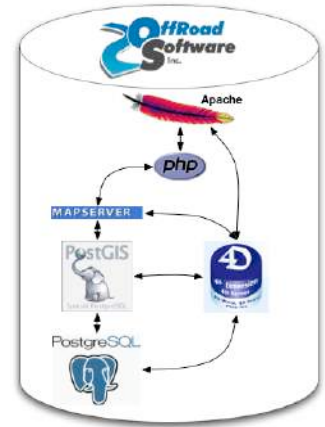 OffRoad
Software
Inc.
Apache
php
MAPSERVER
PostGIS
4D
PostgreSQL